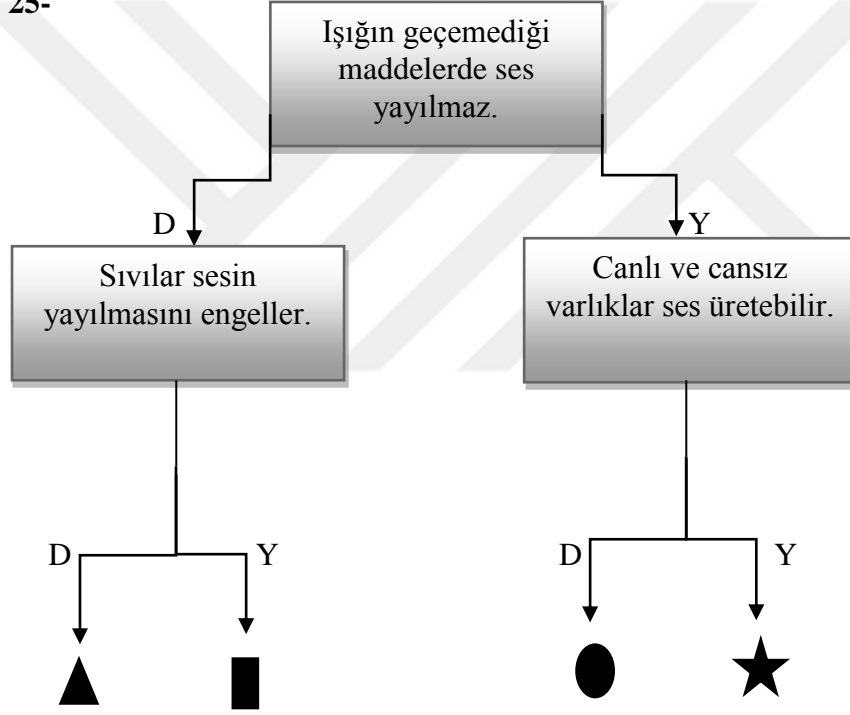 25-
Işığın geçemediği
maddelerde ses
yayılmaz.
D
Y
Sıvılar sesin
yayılmasını engeller.
Canlı ve cansız
varlıklar ses üretebilir.
D
Y
D
Y